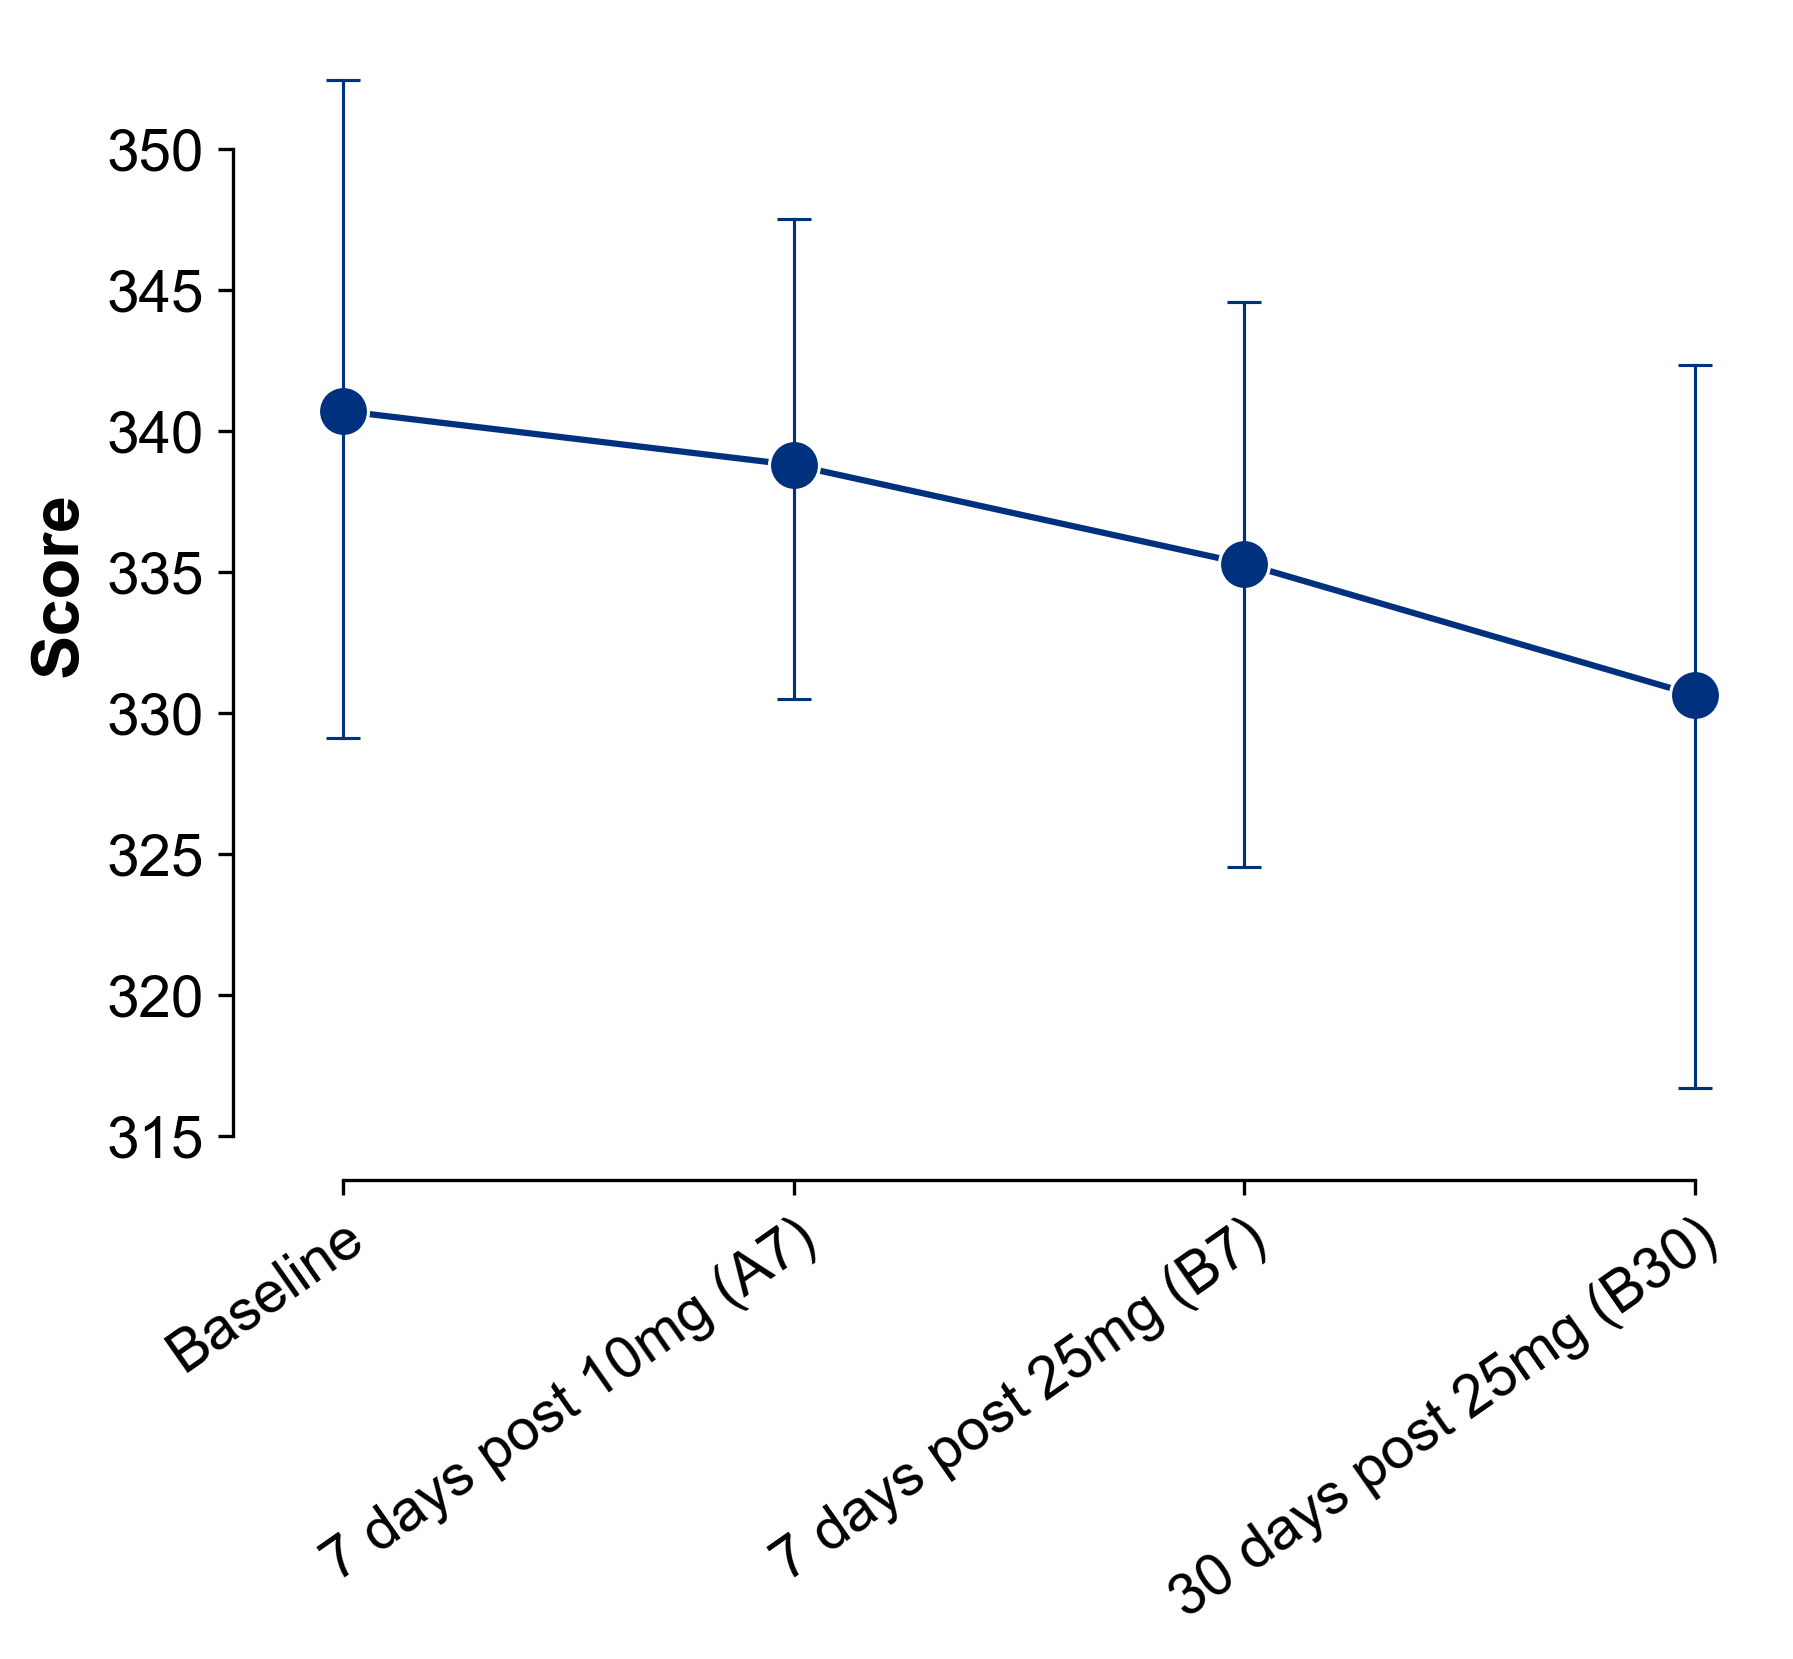 350
345
340
335
330
325
320
315
Score
Baseline
7 days post 10mg (A7)
7 days post 25mg (B7)
30 days post 25mg (B30)